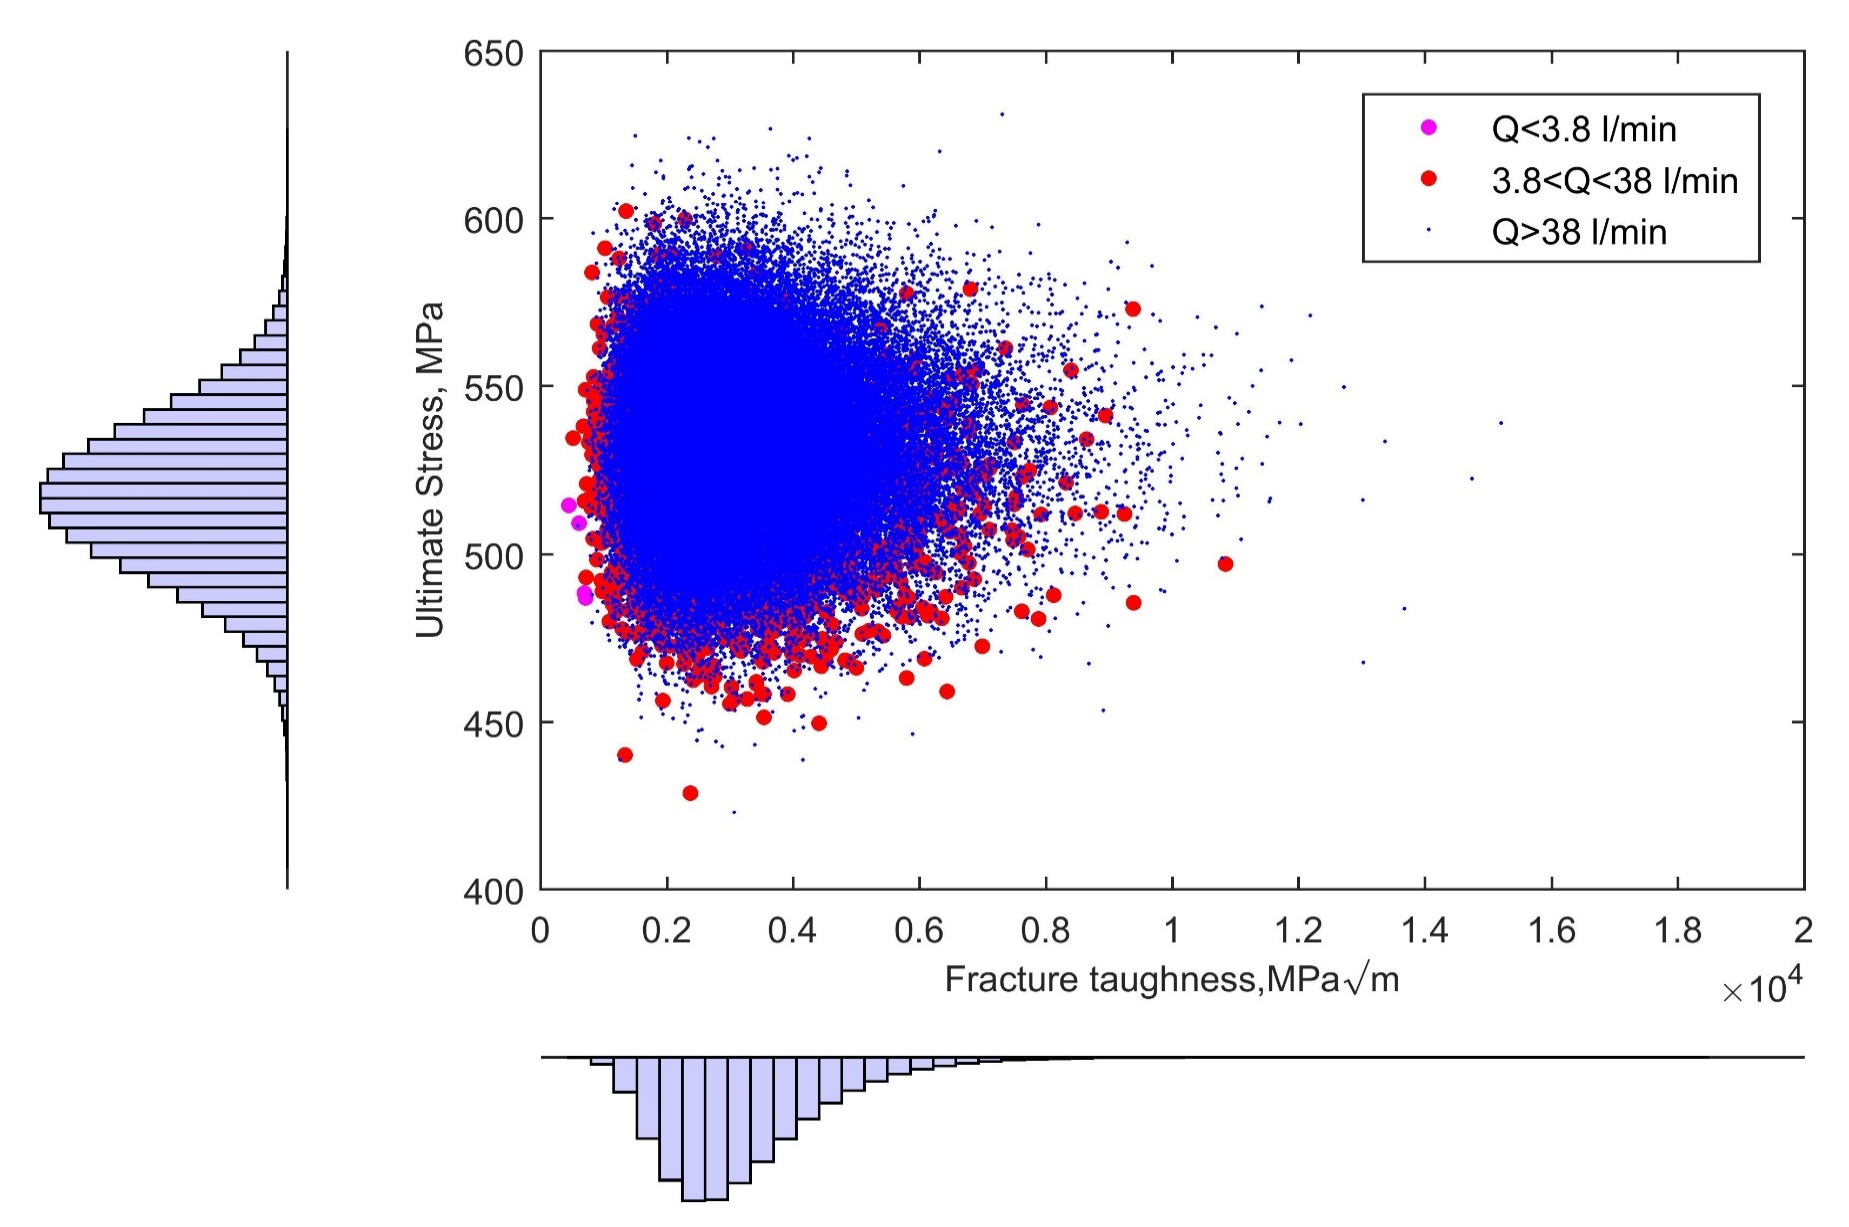 650
600
550
500
450
400
Ultimate Stress, MPa
Q<3.8 l/min
3.8<Q<38 l/min
Q>38 l/min
0 0.2 0.4 0.6 0.8 1 1.2 1.4 1.6 1.8 2
Fracture taughness,MPa√m
×10⁴